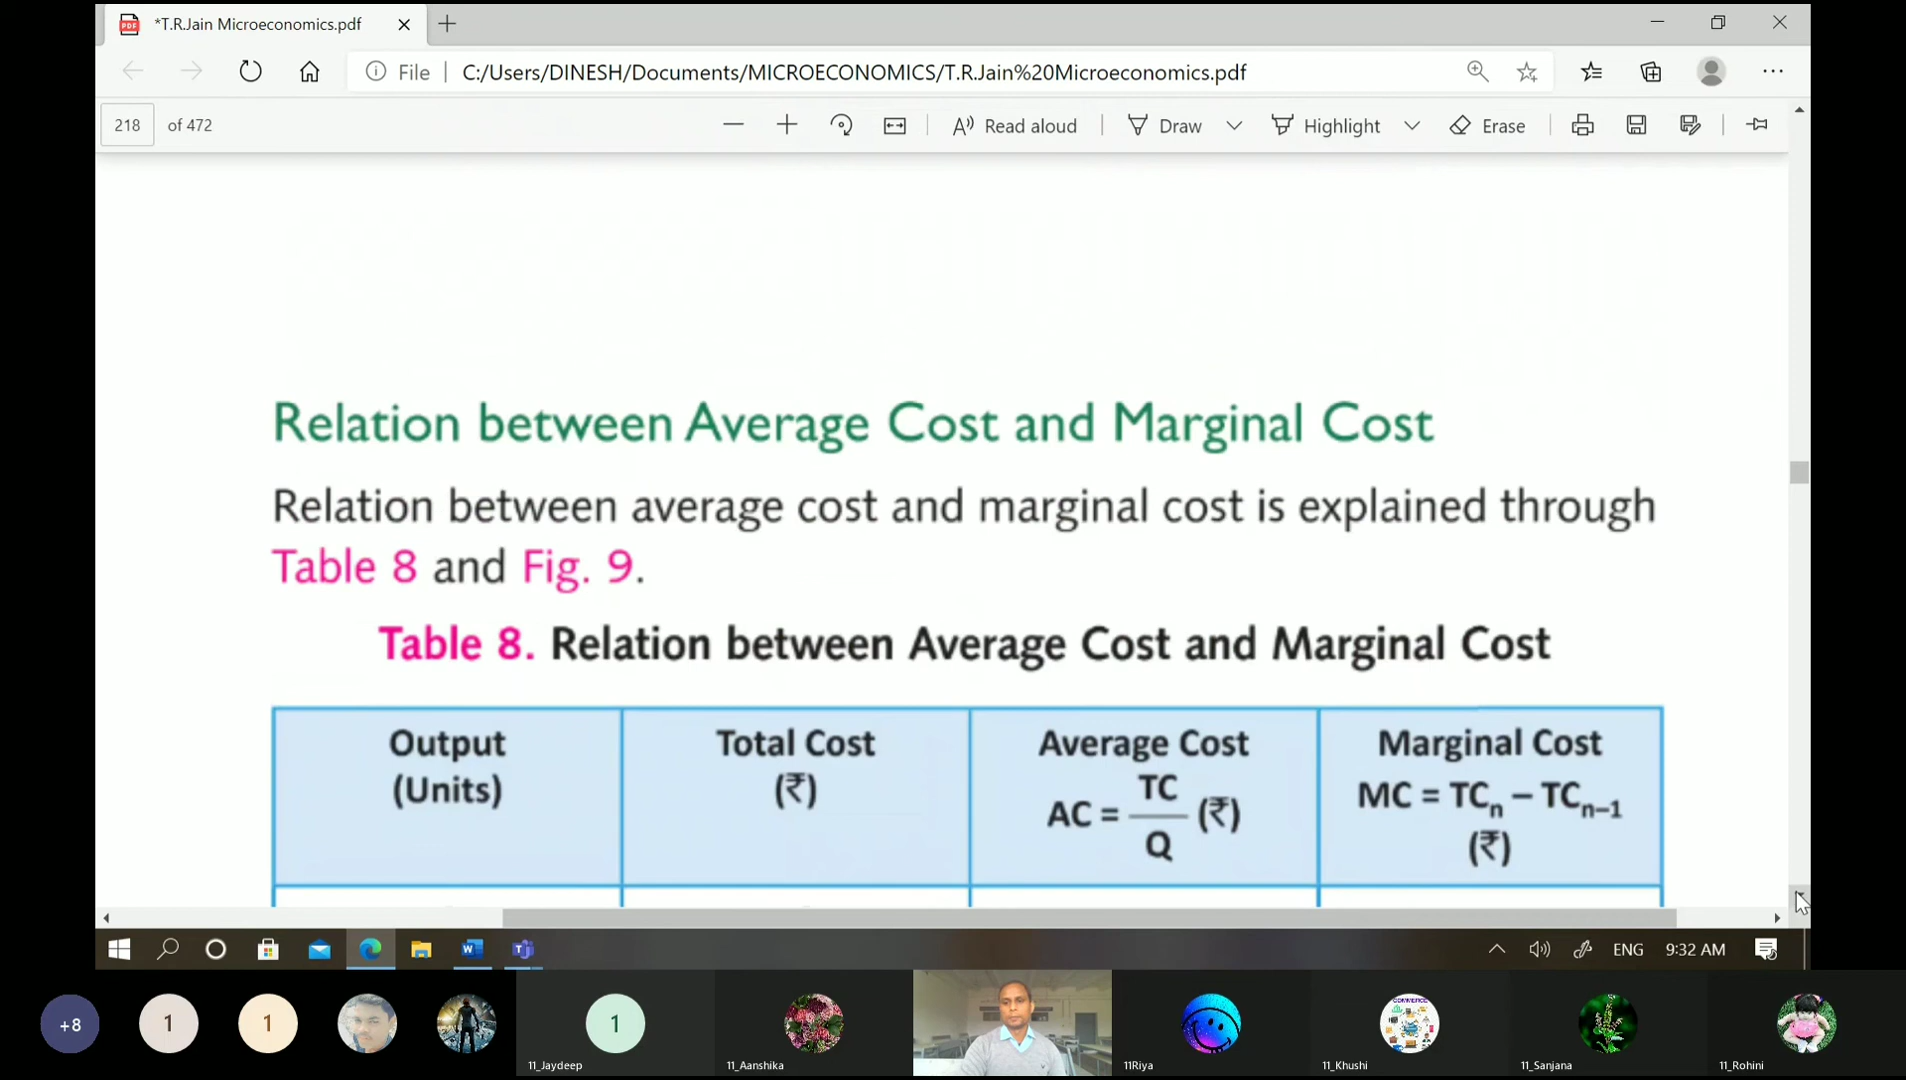 *T.R.Jain Microeconomics.pdf
File C:/Users/DINESH/Documents/MICROECONOMICS/T.R.Jain%20Microeconomics.pdf
218 of 472 Read aloud Draw Highlight Erase
Relation between Average Cost and Marginal Cost
Relation between average cost and marginal cost is explained through
Table 8 and Fig. 9.
Table 8. Relation between Average Cost and Marginal Cost
Output (Units)
Total Cost (₹)
Average Cost AC = TC/Q (₹)
Marginal Cost MC = TCn – TCn–1 (₹)
ENG 9:32 AM
+8 1 1 1
COMMERCE
11_Jaydeep 11_Aanshika 11Riya 11_Khushi 11_Sanjana 11_Rohini